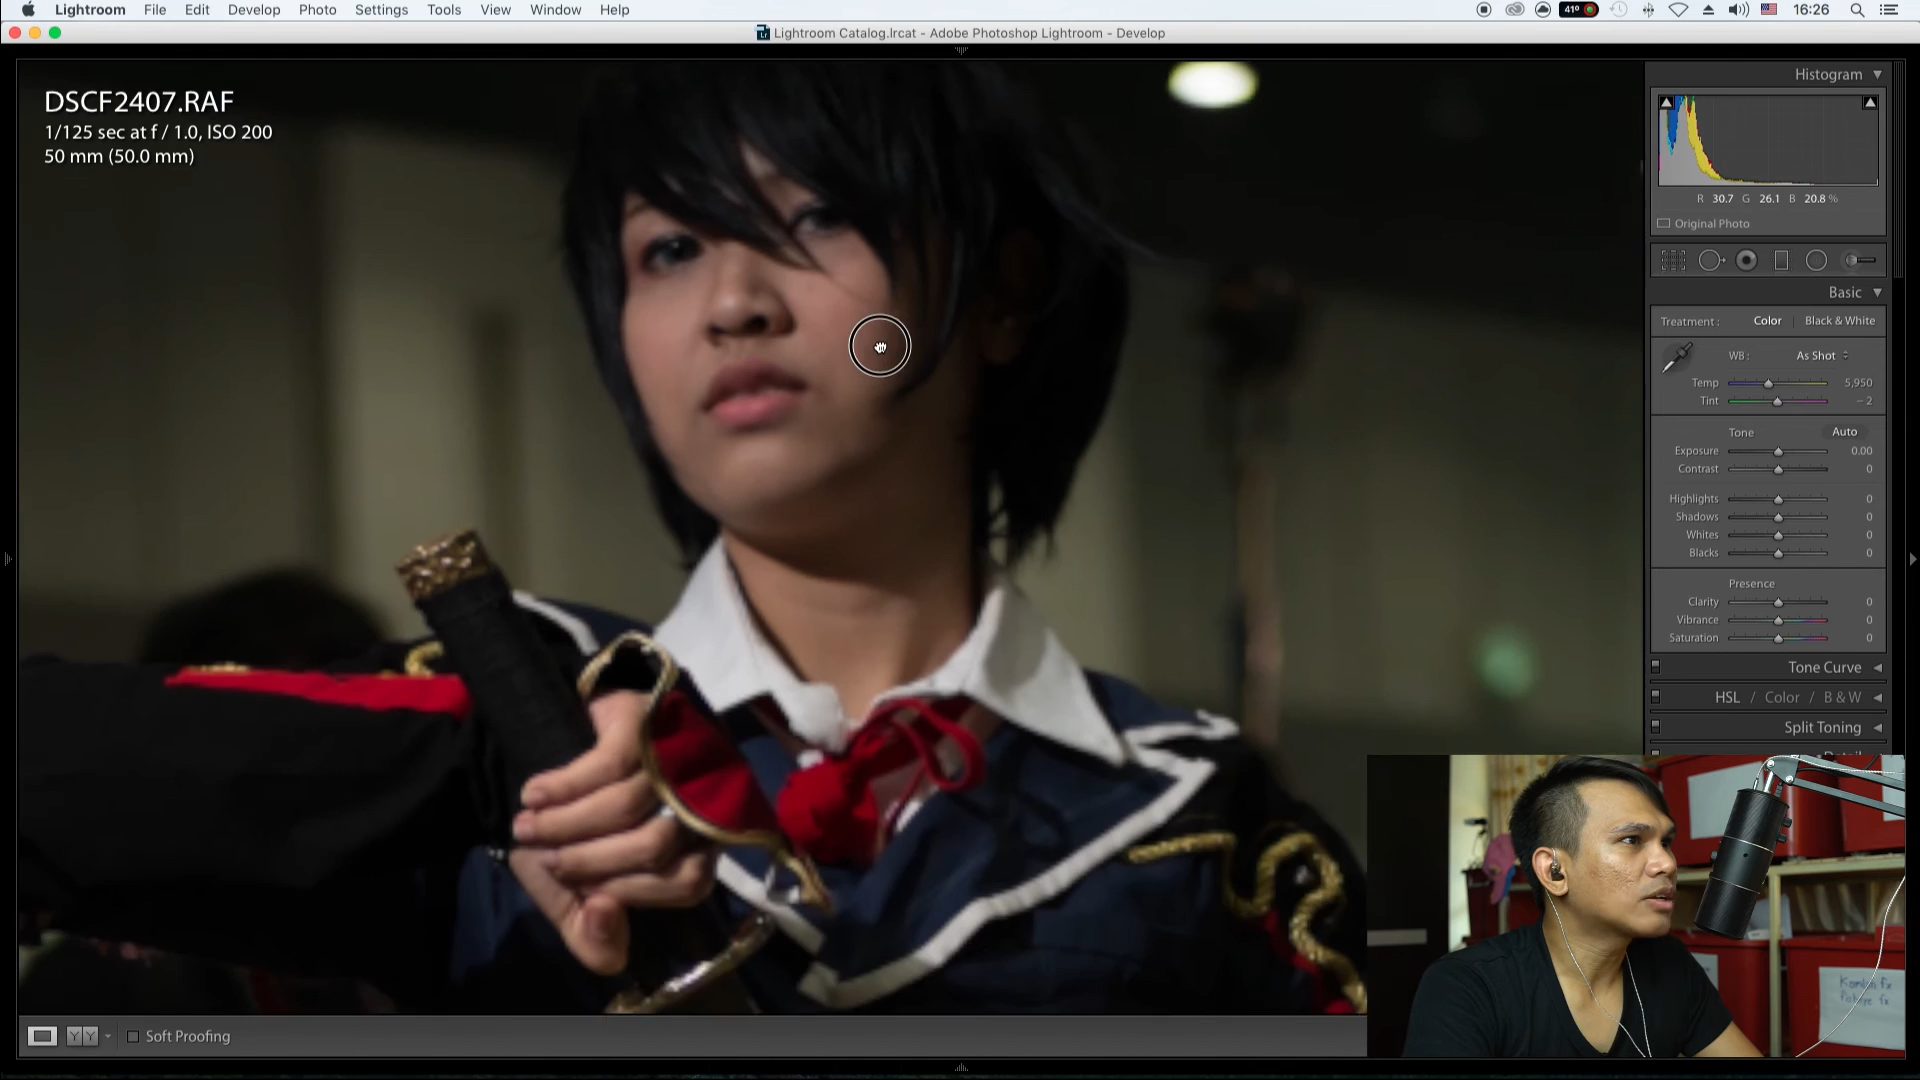 Lightroom File Edit Develop Photo Settings Tools View Window Help 41° 16:26
Lightroom Catalog.lrcat - Adobe Photoshop Lightroom - Develop
DSCF2407.RAF
1/125 sec at f / 1.0, ISO 200
50 mm (50.0 mm)
Histogram
R 30.7 G 26.1 B 20.8 %
Original Photo
Basic
Treatment : Color Black & White
WB : As Shot
Temp 5,950
Tint – 2
Tone Auto
Exposure 0.00
Contrast 0
Highlights 0
Shadows 0
Whites 0
Blacks 0
Presence
Clarity 0
Vibrance 0
Saturation 0
Tone Curve
HSL / Color / B & W
Split Toning
Detail
YY Soft Proofing